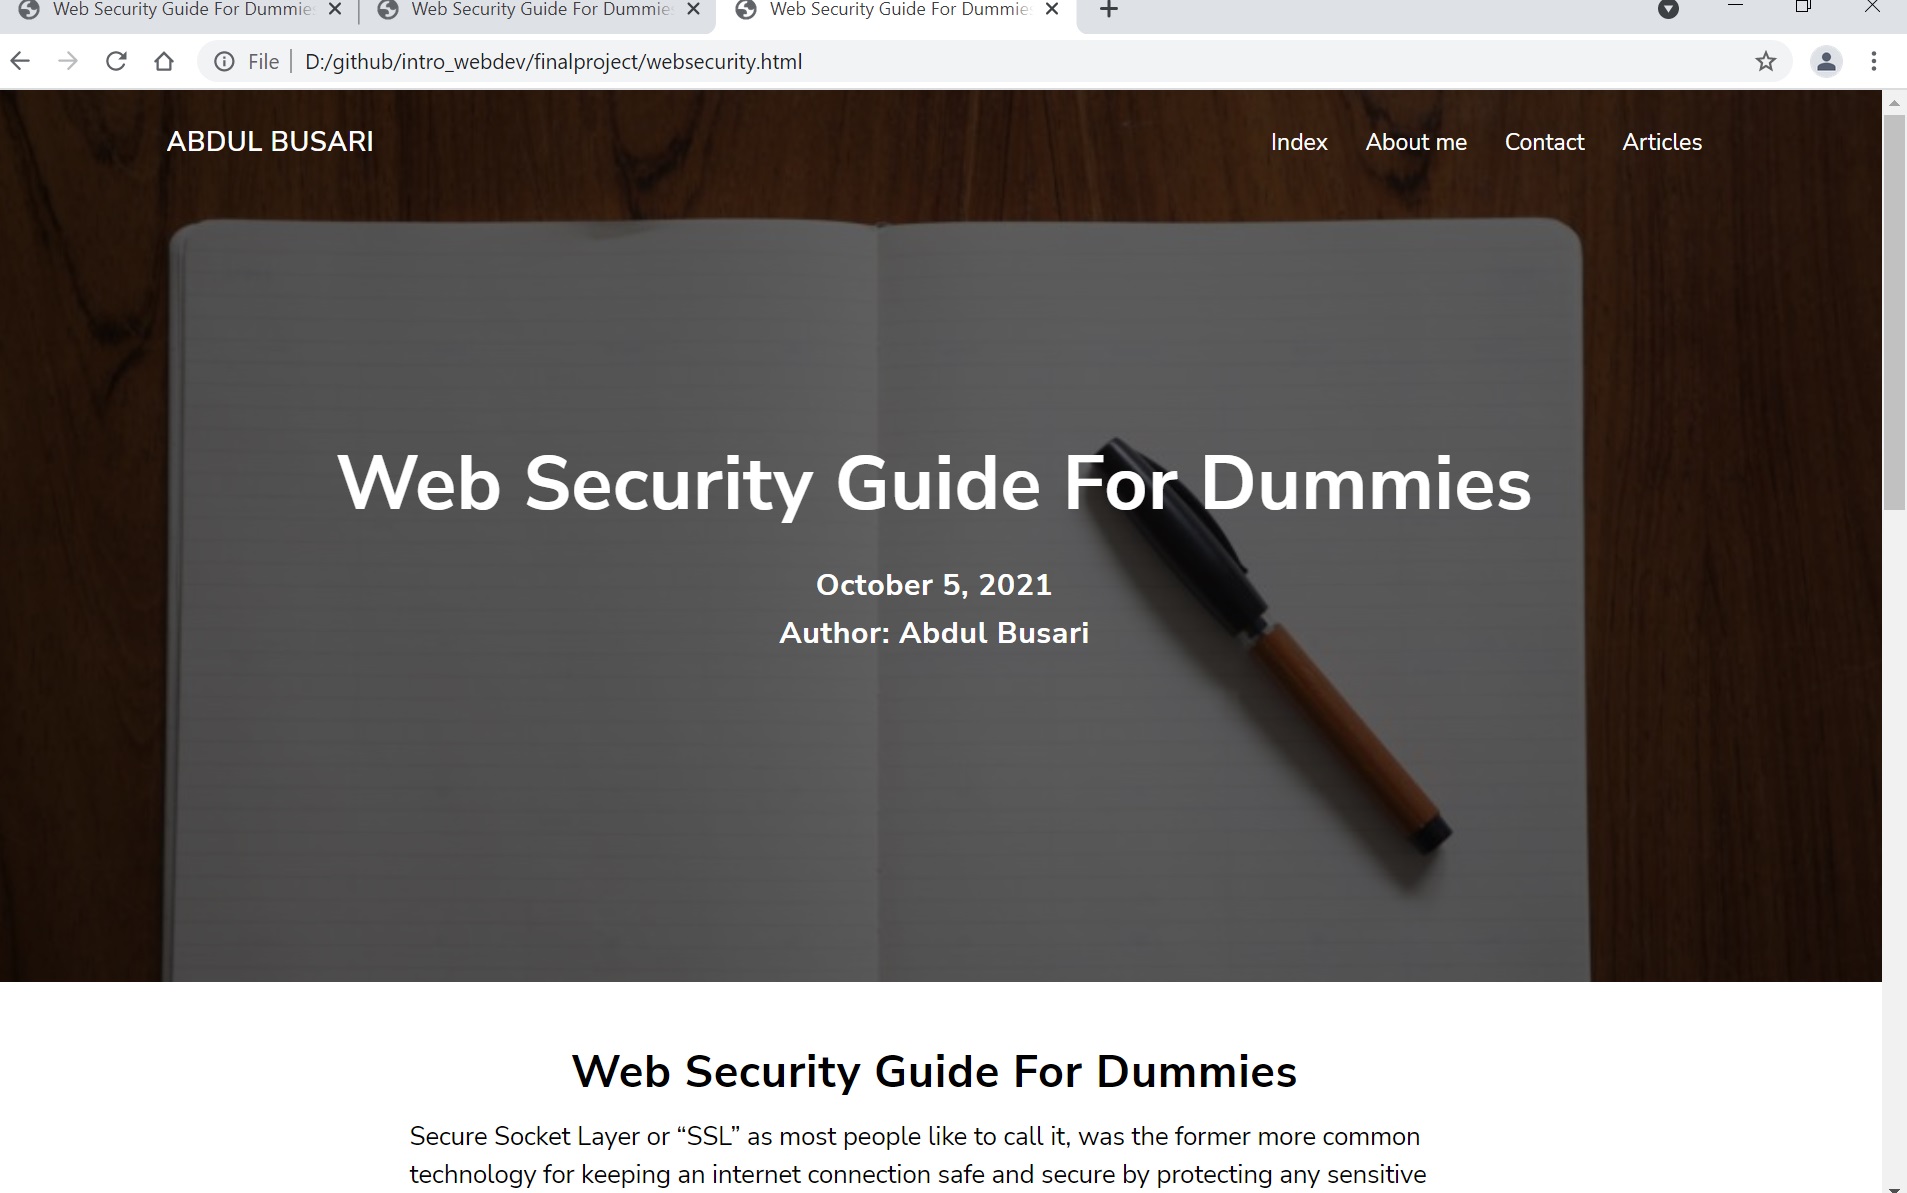 Web Security Guide For Dummie
Web Security Guide For Dummies
Web Security Guide For Dummie
File
D:/github/intro_webdev/finalproject/websecurity.html
ABDUL BUSARI
Index
About me
Contact
Articles
Web Security Guide For Dummies
October 5, 2021
Author: Abdul Busari
Web Security Guide For Dummies
Secure Socket Layer or “SSL” as most people like to call it, was the former more common
technology for keeping an internet connection safe and secure by protecting any sensitive